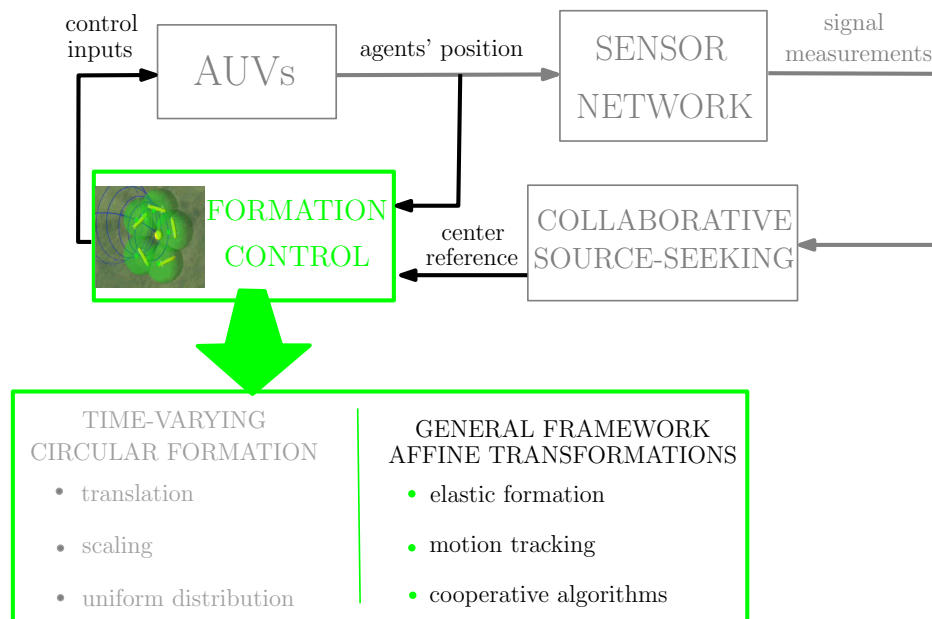 control
inputs
AUVs
agents' position
SENSOR
NETWORK
signal
measurements
FORMATION
CONTROL
center
reference
COLLABORATIVE
SOURCE-SEEKING
TIME-VARYING
CIRCULAR FORMATION
• translation
• scaling
• uniform distribution
GENERAL FRAMEWORK
AFFINE TRANSFORMATIONS
• elastic formation
• motion tracking
• cooperative algorithms